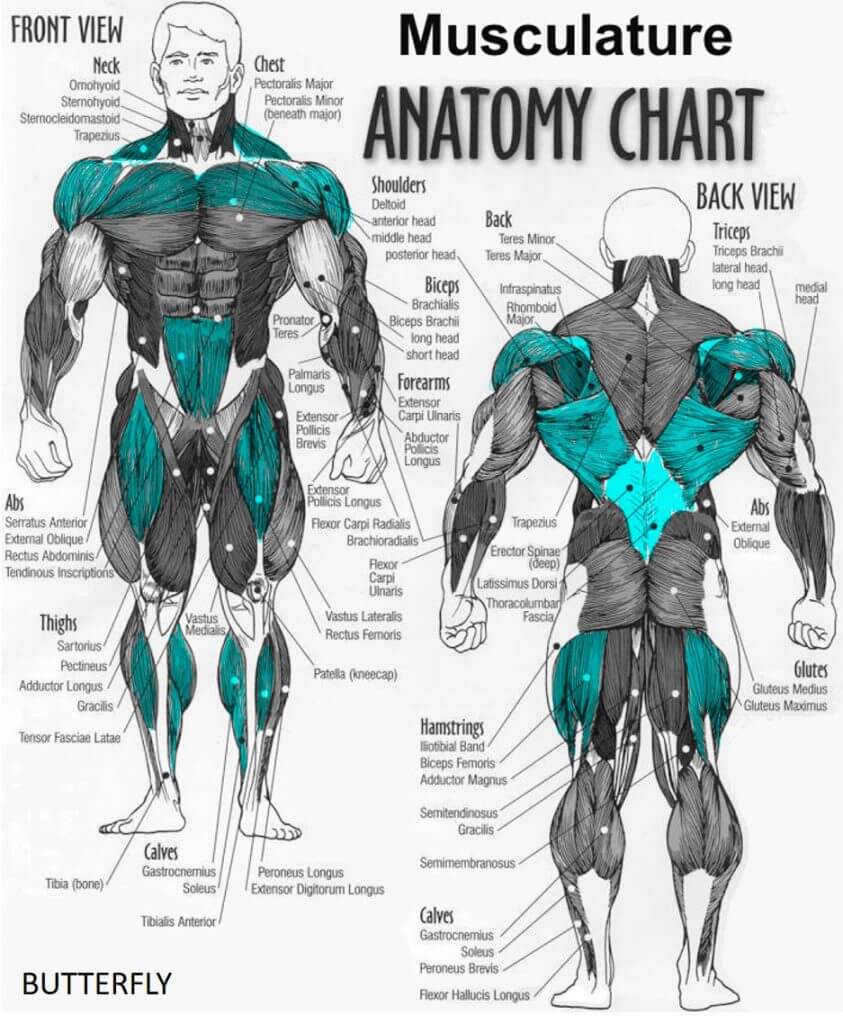 FRONT VIEW
Musculature
ANATOMY CHART
Neck
Omohyoid
Sternohyoid
Sternocleidomastoid
Trapezius
Chest
Pectoralis Major
Pectoralis Minor
(beneath major)
Shoulders
Deltoid
anterior head
middle head
posterior head
Biceps
Brachialis
Biceps Brachii
long head
short head
Pronator
Teres
Palmaris
Longus
Forearms
Extensor
Carpi Ulnaris
Extensor
Pollicis
Brevis
Abductor
Pollicis
Longus
Extensor
Pollicis Longus
Flexor Carpi Radialis
Brachioradialis
Flexor
Carpi
Ulnaris
Abs
Serratus Anterior
External Oblique
Rectus Abdominis
Tendinous Inscriptions
Thighs
Sartorius
Pectineus
Adductor Longus
Gracilis
Tensor Fasciae Latae
Vastus
Medialis
Vastus Lateralis
Rectus Femoris
Patella (kneecap)
Calves
Gastrocnemius
Soleus
Tibia (bone)
Tibialis Anterior
Peroneus Longus
Extensor Digitorum Longus
BACK VIEW
Back
Teres Minor
Teres Major
Infraspinatus
Rhomboid
Major
Triceps
Triceps Brachii
lateral head
long head
medial
head
Trapezius
Erector Spinae
(deep)
Latissimus Dorsi
Thoracolumbar
Fascia
Abs
External
Oblique
Glutes
Gluteus Medius
Gluteus Maximus
Hamstrings
Iliotibial Band
Biceps Femoris
Adductor Magnus
Semitendinosus
Gracilis
Semimembranosus
Calves
Gastrocnemius
Soleus
Peroneus Brevis
Flexor Hallucis Longus
BUTTERFLY